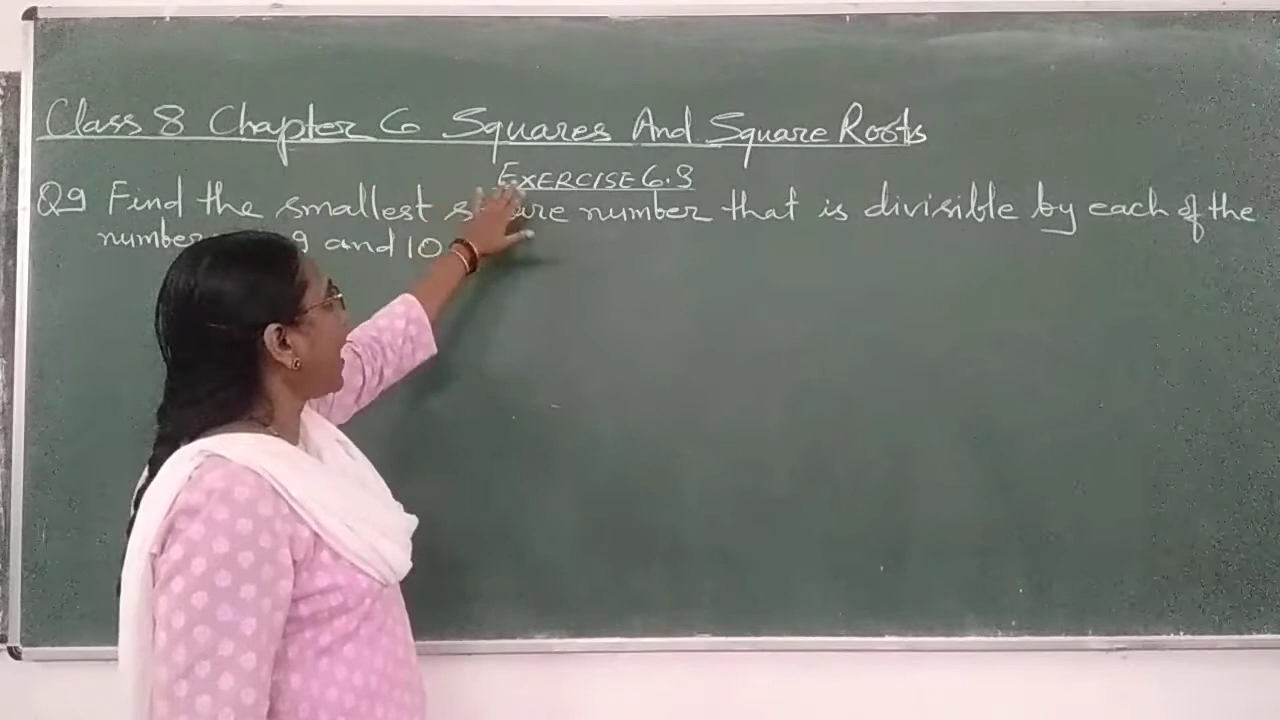 Class 8 Chapter 6 Squares And Square Roots
EXERCISE 6.3
Q9 Find the smallest square number that is divisible by each of the
number 9 and 10